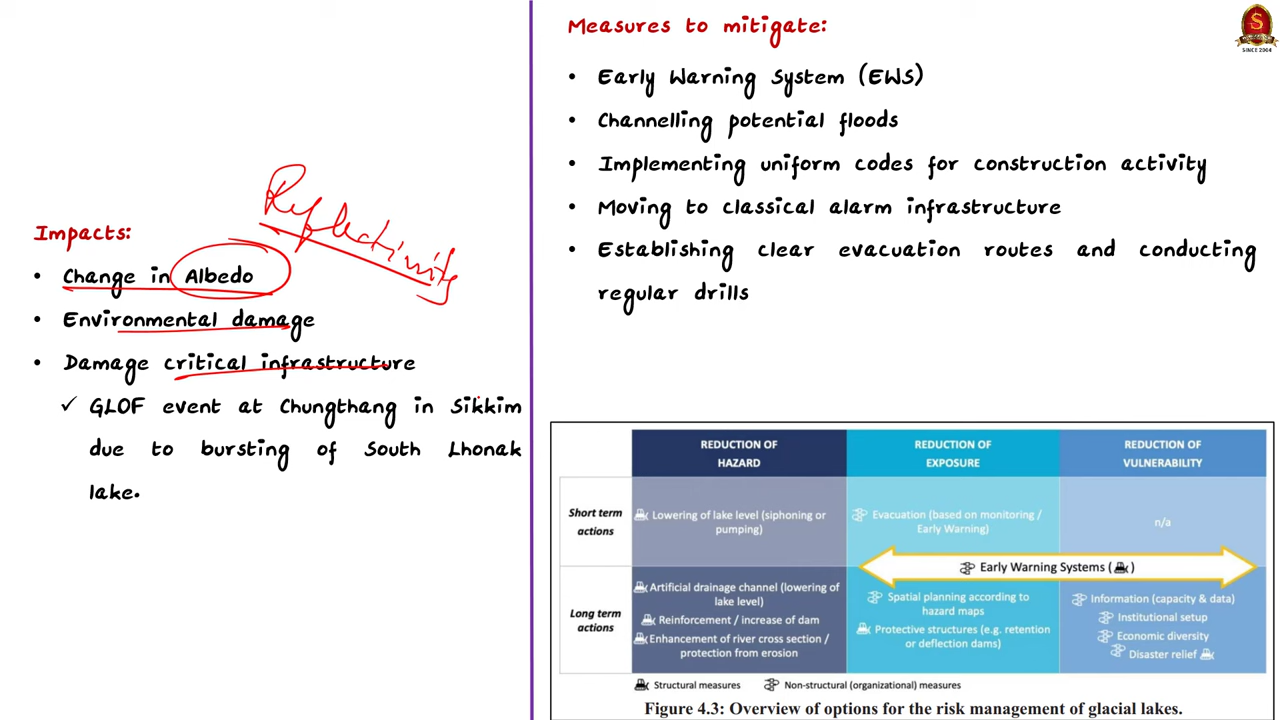 Impacts:
Reflectivity
• Change in Albedo
• Environmental damage
• Damage critical infrastructure
✓ GLOF event at Chungthang in Sikkim
due to bursting of South Lhonak
lake.
Measures to mitigate:
• Early Warning System (EWS)
• Channelling potential floods
• Implementing uniform codes for construction activity
• Moving to classical alarm infrastructure
• Establishing clear evacuation routes and conducting
regular drills
S
SINCE 2004
REDUCTION OF
HAZARD
REDUCTION OF
EXPOSURE
REDUCTION OF
VULNERABILITY
Short term
actions
Lowering of lake level (siphoning or
pumping)
Evacuation (based on monitoring /
Early Warning)
n/a
Early Warning Systems ( )
Long term
actions
Artificial drainage channel (lowering of
lake level)
Reinforcement / increase of dam
Enhancement of river cross section /
protection from erosion
Spatial planning according to
hazard maps
Protective structures (e.g. retention
or deflection dams)
Information (capacity & data)
Institutional setup
Economic diversity
Disaster relief
Structural measures
Non-structural (organizational) measures
Figure 4.3: Overview of options for the risk management of glacial lakes.